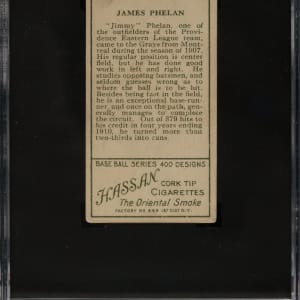 JAMES PHELAN
"Jimmy" Phelan, one of
the outfielders of the Provi-
dence Eastern League team,
came to the Grays from Mont-
real during the season of 1907.
His regular position is center
field, but he has done good
work in left and right. He
studies opposing batsmen, and
seldom guesses wrong as to
where the ball is to be hit.
Besides being fast in the field,
he is an exceptional base-run-
ner, and once on the path, gen-
erally manages to complete
the circuit. Out of 379 hits to
his credit in four years ending
1910, he turned more than
two-thirds into runs.
BASE BALL SERIES 400 DESIGNS
HASSAN
CORK TIP
CIGARETTES
The Oriental Smoke
FACTORY No 649 1ST DIST N.Y.